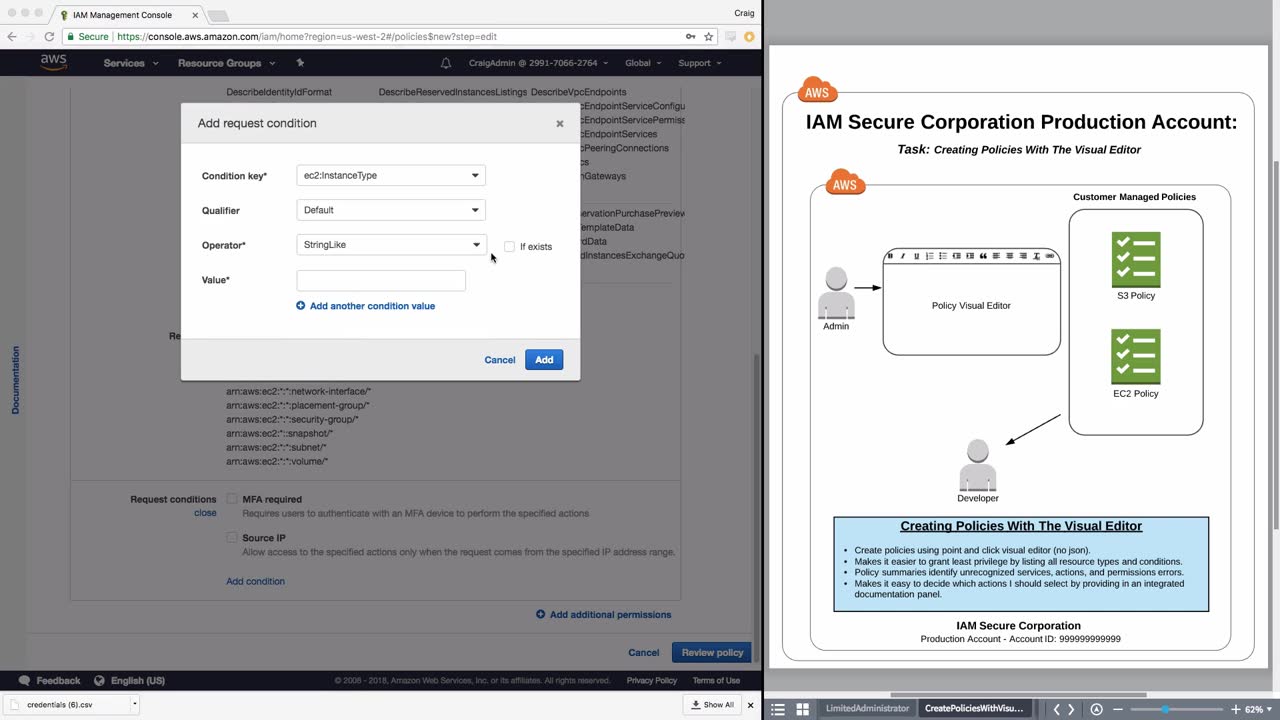 IAM Management Console
Craig
Secure
https://console.aws.amazon.com/iam/home?region=us-west-2#/policies$new?step=edit
aws
Services
Resource Groups
CraigAdmin @ 2991-7066-2764
Global
Support
DescribeIdentityIdFormat
DescribeReservedInstancesListings
DescribeVpcEndpoints
cEndpointServiceConfigu
cEndpointServicePermiss
cEndpointServices
cPeeringConnections
cs
nGateways
Add request condition
Condition key*
ec2:InstanceType
Qualifier
Default
Operator*
StringLike
If exists
Value*
Add another condition value
Cancel
Add
servationPurchasePreview
TemplateData
rdData
dInstancesExchangeQuo
Re
Documentation
arn:aws:ec2:*:*:network-interface/*
arn:aws:ec2:*:*:placement-group/*
arn:aws:ec2:*:*:security-group/*
arn:aws:ec2:*::snapshot/*
arn:aws:ec2:*:*:subnet/*
arn:aws:ec2:*:*:volume/*
Request conditions
close
MFA required
Requires users to authenticate with an MFA device to perform the specified actions
Source IP
Allow access to the specified actions only when the request comes from the specified IP address range.
Add condition
Add additional permissions
Cancel
Review policy
Feedback
English (US)
© 2008 - 2018, Amazon Web Services, Inc. or its affiliates. All rights reserved.
Privacy Policy
Terms of Use
credentials (6).csv
Show All
AWS
IAM Secure Corporation Production Account:
Task: Creating Policies With The Visual Editor
AWS
Customer Managed Policies
S3 Policy
EC2 Policy
B I U
Policy Visual Editor
Admin
Developer
Creating Policies With The Visual Editor
• Create policies using point and click visual editor (no json).
• Makes it easier to grant least privilege by listing all resource types and conditions.
• Policy summaries identify unrecognized services, actions, and permissions errors.
• Makes it easy to decide which actions I should select by providing in an integrated
documentation panel.
IAM Secure Corporation
Production Account - Account ID: 999999999999
LimitedAdministrator
CreatePoliciesWithVisu...
62%